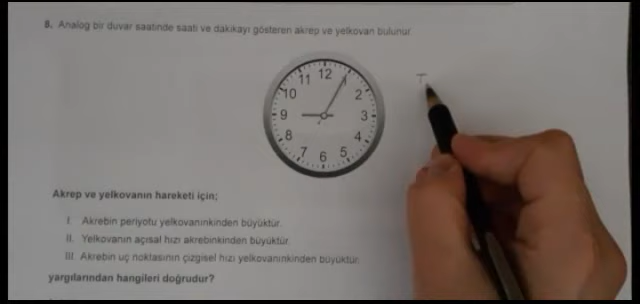 8. Analog bir duvar saatinde saati ve dakikayı gösteren akrep ve yelkovan bulunur.
11 12
10 2
9 3
8 4
7 6 5
T
Akrep ve yelkovanın hareketi için;
I. Akrebin periyotu yelkovanınkinden büyüktür.
II. Yelkovanın açısal hızı akrebinkinden büyüktür.
III. Akrebin uç noktasının çizgisel hızı yelkovanınkinden büyüktür.
yargılarından hangileri doğrudur?